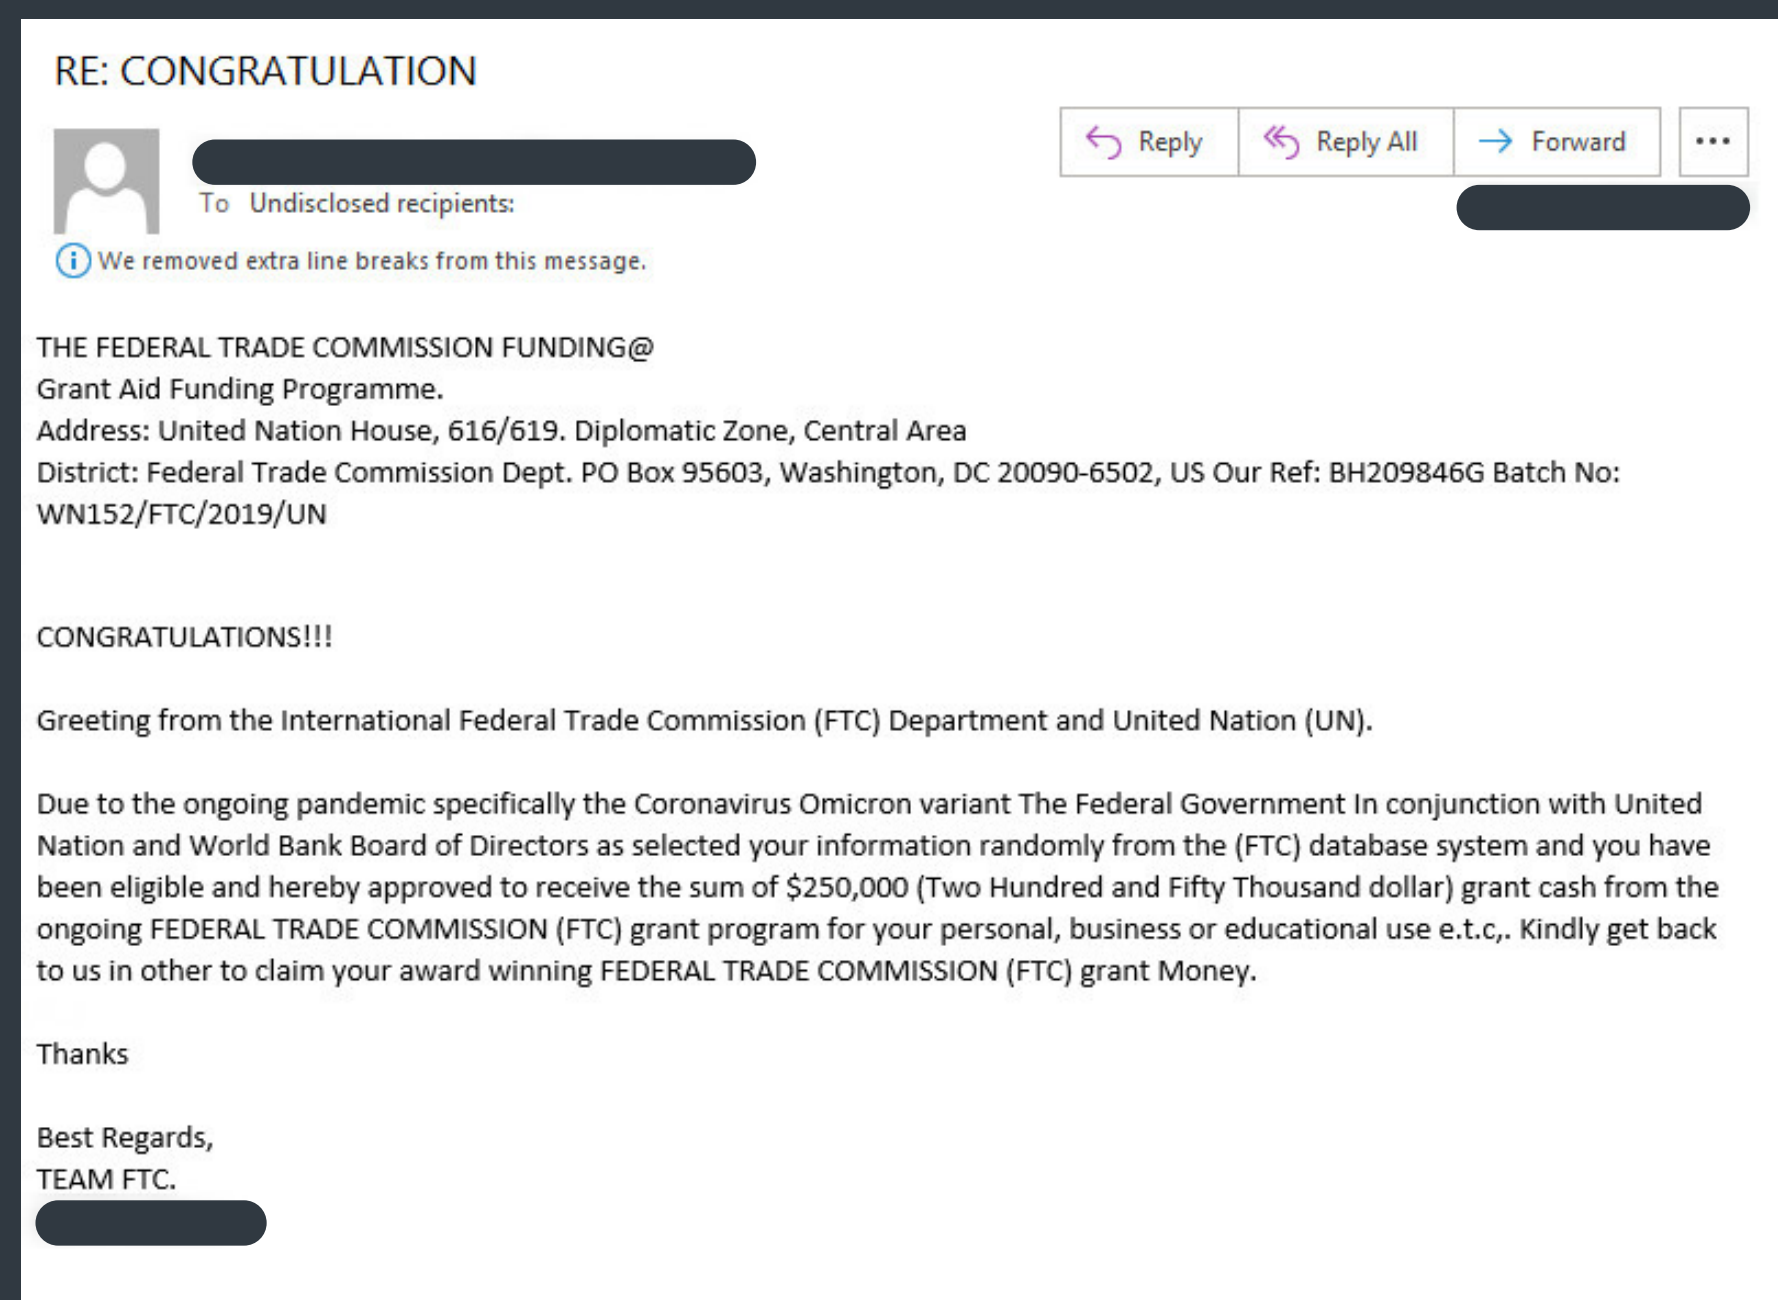 RE: CONGRATULATION
Reply
Reply All
Forward
To Undisclosed recipients:
We removed extra line breaks from this message.
THE FEDERAL TRADE COMMISSION FUNDING@
Grant Aid Funding Programme.
Address: United Nation House, 616/619. Diplomatic Zone, Central Area
District: Federal Trade Commission Dept. PO Box 95603, Washington, DC 20090-6502, US Our Ref: BH209846G Batch No:
WN152/FTC/2019/UN
CONGRATULATIONS!!!
Greeting from the International Federal Trade Commission (FTC) Department and United Nation (UN).
Due to the ongoing pandemic specifically the Coronavirus Omicron variant The Federal Government In conjunction with United
Nation and World Bank Board of Directors as selected your information randomly from the (FTC) database system and you have
been eligible and hereby approved to receive the sum of $250,000 (Two Hundred and Fifty Thousand dollar) grant cash from the
ongoing FEDERAL TRADE COMMISSION (FTC) grant program for your personal, business or educational use e.t.c,. Kindly get back
to us in other to claim your award winning FEDERAL TRADE COMMISSION (FTC) grant Money.
Thanks
Best Regards,
TEAM FTC.